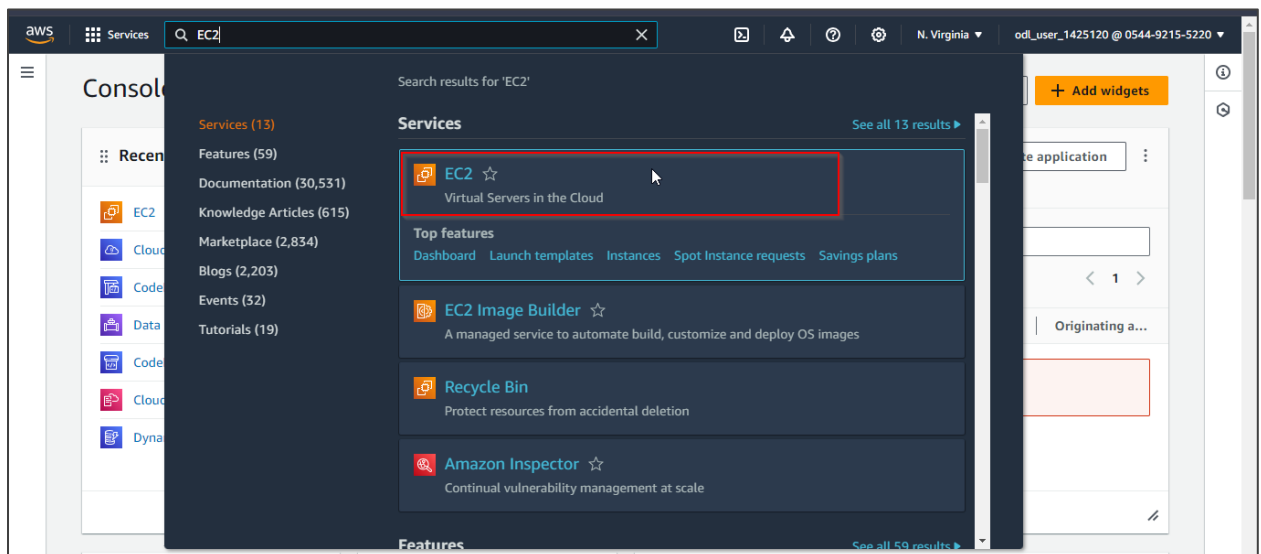 aws
Services
EC2
N. Virginia
odl_user_1425120 @ 0544-9215-5220
Search results for 'EC2'
Services (13)
Features (59)
Documentation (30,531)
Knowledge Articles (615)
Marketplace (2,834)
Blogs (2,203)
Events (32)
Tutorials (19)
Services
See all 13 results
EC2
Virtual Servers in the Cloud
Top features
Dashboard Launch templates Instances Spot Instance requests Savings plans
EC2 Image Builder
A managed service to automate build, customize and deploy OS images
Recycle Bin
Protect resources from accidental deletion
Amazon Inspector
Continual vulnerability management at scale
Features
See all 59 results
Consol
+ Add widgets
Recen
te application
EC2
Cloud
Code
Data
Code
Cloud
Dyna
1
Originating a...